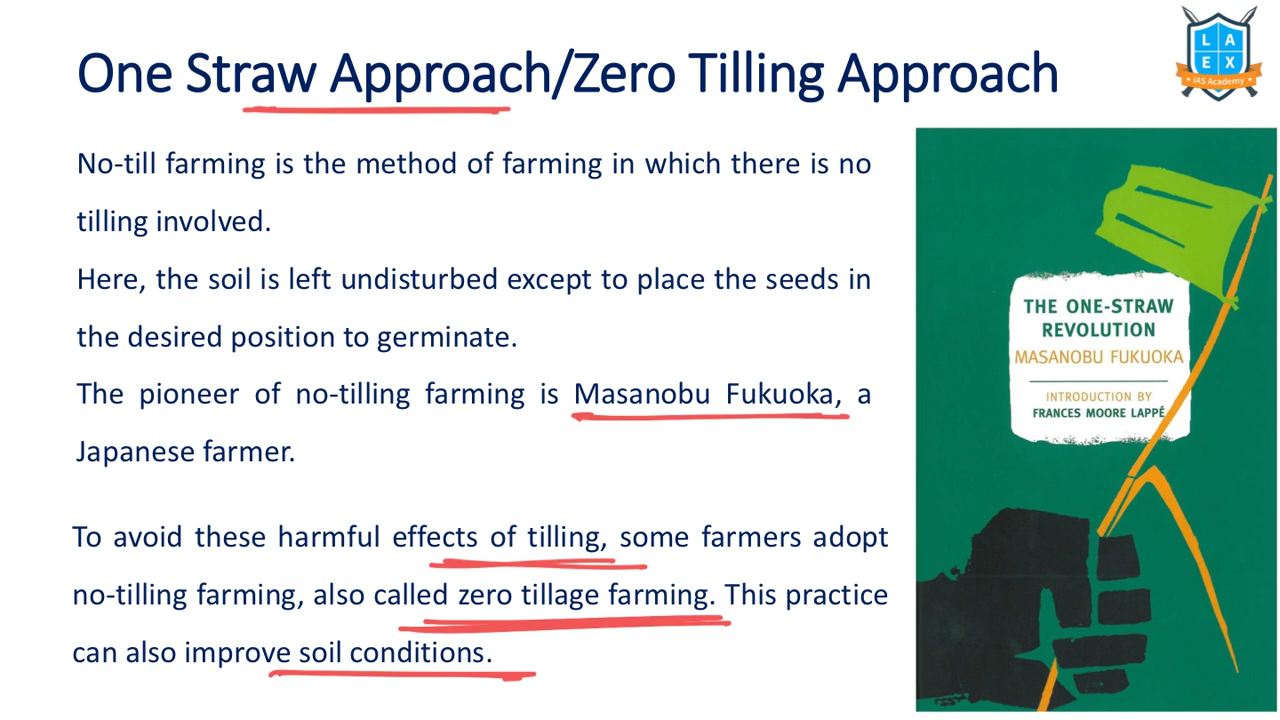 One Straw Approach/Zero Tilling Approach
L A
E X
IAS Academy
No-till farming is the method of farming in which there is no
tilling involved.
Here, the soil is left undisturbed except to place the seeds in
the desired position to germinate.
The pioneer of no-tilling farming is Masanobu Fukuoka, a
Japanese farmer.
To avoid these harmful effects of tilling, some farmers adopt
no-tilling farming, also called zero tillage farming. This practice
can also improve soil conditions.
THE ONE-STRAW
REVOLUTION
MASANOBU FUKUOKA
INTRODUCTION BY
FRANCES MOORE LAPPÉ